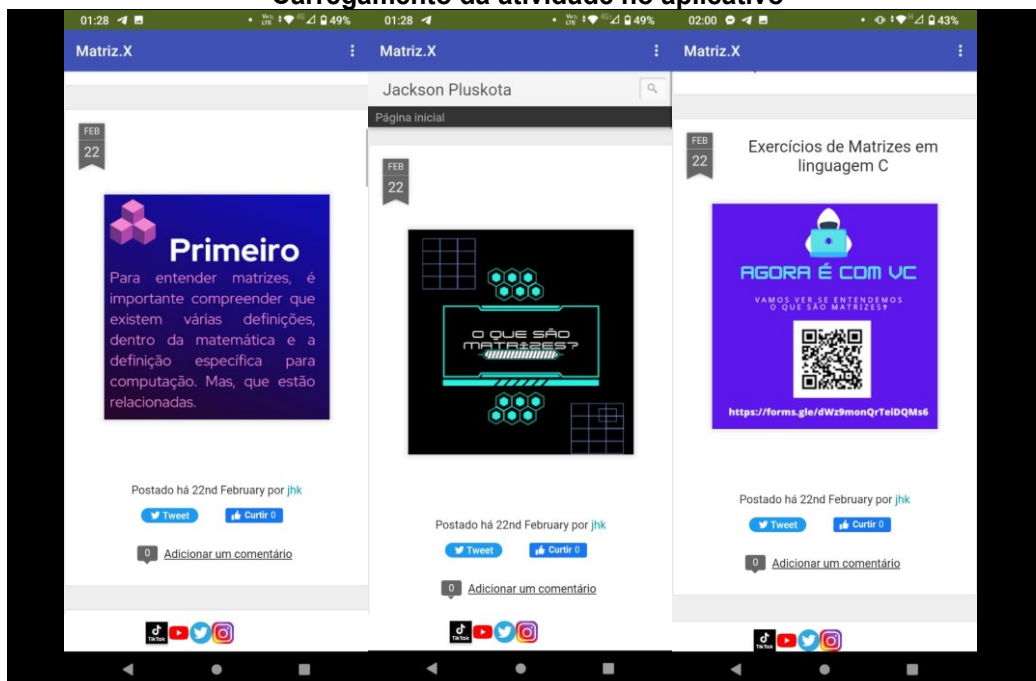 Carregamento da atividade no aplicativo
01:28
49%
Matriz.X
FEB
22
Primeiro
Para entender matrizes, é
importante compreender que
existem várias definições,
dentro da matemática e a
definição específica para
computação. Mas, que estão
relacionadas.
Postado há 22nd February por jhk
Tweet
Curtir 0
0 Adicionar um comentário
TikTok
01:28
49%
Matriz.X
Jackson Pluskota
Página inicial
FEB
22
O QUE SÃO
MATRIZES?
Postado há 22nd February por jhk
Tweet
Curtir 0
0 Adicionar um comentário
TikTok
02:00
43%
Matriz.X
FEB
22
Exercícios de Matrizes em
linguagem C
AGORA É COM VC
VAMOS VER SE ENTENDEMOS
O QUE SÃO MATRIZES?
https://forms.gle/dWz9monQrTeiDQMs6
Postado há 22nd February por jhk
Tweet
Curtir 0
0 Adicionar um comentário
TikTok